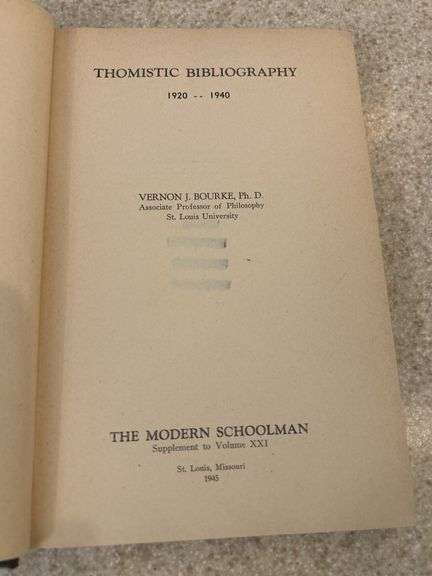 THOMISTIC BIBLIOGRAPHY
1920 -- 1940
VERNON J. BOURKE, Ph. D.
Associate Professor of Philosophy
St. Louis University
THE MODERN SCHOOLMAN
Supplement to Volume XXI
St. Louis, Missouri
1945